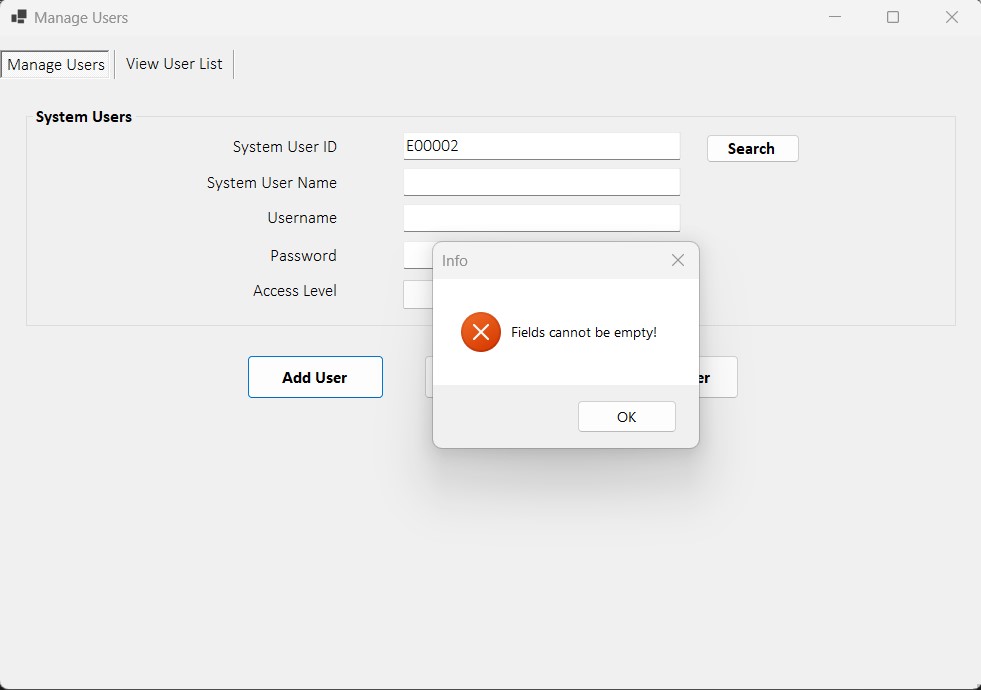 Manage Users
Manage Users View User List
System Users
System User ID E00002 Search
System User Name
Username
Password
Info
Access Level
Fields cannot be empty!
Add User
OK